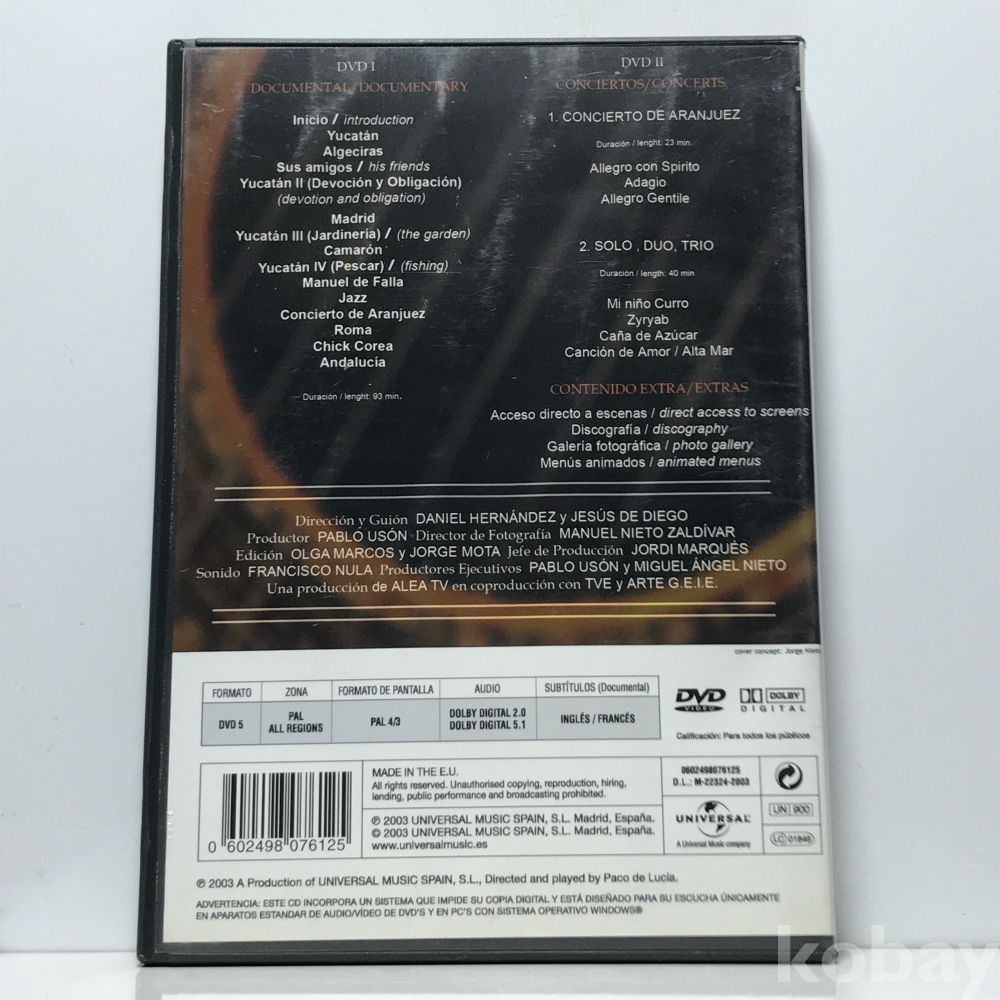 DVD I
DOCUMENTAL/DOCUMENTARY
Inicio / introduction
Yucatán
Algeciras
Sus amigos / his friends
Yucatán II (Devoción y Obligación)
(devotion and obligation)
Madrid
Yucatán III (Jardinería) / (the garden)
Camarón
Yucatán IV (Pescar) / (fishing)
Manuel de Falla
Jazz
Concierto de Aranjuez
Roma
Chick Corea
Andalucía
Duración / lenght: 93 min.
DVD II
CONCIERTOS/CONCERTS
1. CONCIERTO DE ARANJUEZ
Duración / lenght: 23 min.
Allegro con Spirito
Adagio
Allegro Gentile
2. SOLO , DUO, TRIO
Duración / length: 40 min
Mi niño Curro
Zyryab
Caña de Azúcar
Canción de Amor / Alta Mar
CONTENIDO EXTRA/EXTRAS
Acceso directo a escenas / direct access to screens
Discografía / discography
Galería fotográfica / photo gallery
Menús animados / animated menus
Dirección y Guión DANIEL HERNÁNDEZ y JESÚS DE DIEGO
Productor PABLO USÓN Director de Fotografía MANUEL NIETO ZALDÍVAR
Edición OLGA MARCOS y JORGE MOTA Jefe de Producción JORDI MARQUÈS
Sonido FRANCISCO NULA Productores Ejecutivos PABLO USÓN y MIGUEL ÁNGEL NIETO
Una producción de ALEA TV en coproducción con TVE y ARTE G.E.I.E.
cover concept: Jorge Nieto
FORMATO ZONA FORMATO DE PANTALLA AUDIO SUBTÍTULOS (Documental)
DVD 5 PAL ALL REGIONS PAL 4/3 DOLBY DIGITAL 2.0 DOLBY DIGITAL 5.1 INGLÉS / FRANCÉS
DVD VIDEO
DOLBY DIGITAL
Calificación: Para todos los públicos
0 602498 076125
MADE IN THE E.U.
All rights reserved. Unauthorised copying, reproduction, hiring,
lending, public performance and broadcasting prohibited.
℗ 2003 UNIVERSAL MUSIC SPAIN, S.L. Madrid, España.
© 2003 UNIVERSAL MUSIC SPAIN, S.L. Madrid, España.
www.universalmusic.es
0602498076125
D.L.: M-22324-2003
UNIVERSAL
A Universal Music company
UN 900
LC 01846
℗ 2003 A Production of UNIVERSAL MUSIC SPAIN, S.L., Directed and played by Paco de Lucía.
ADVERTENCIA: ESTE CD INCORPORA UN SISTEMA QUE IMPIDE SU COPIA DIGITAL Y ESTÁ DISEÑADO PARA SU ESCUCHA ÚNICAMENTE
EN APARATOS ESTANDAR DE AUDIO/VÍDEO DE DVD'S Y EN PC'S CON SISTEMA OPERATIVO WINDOWS®
kobay